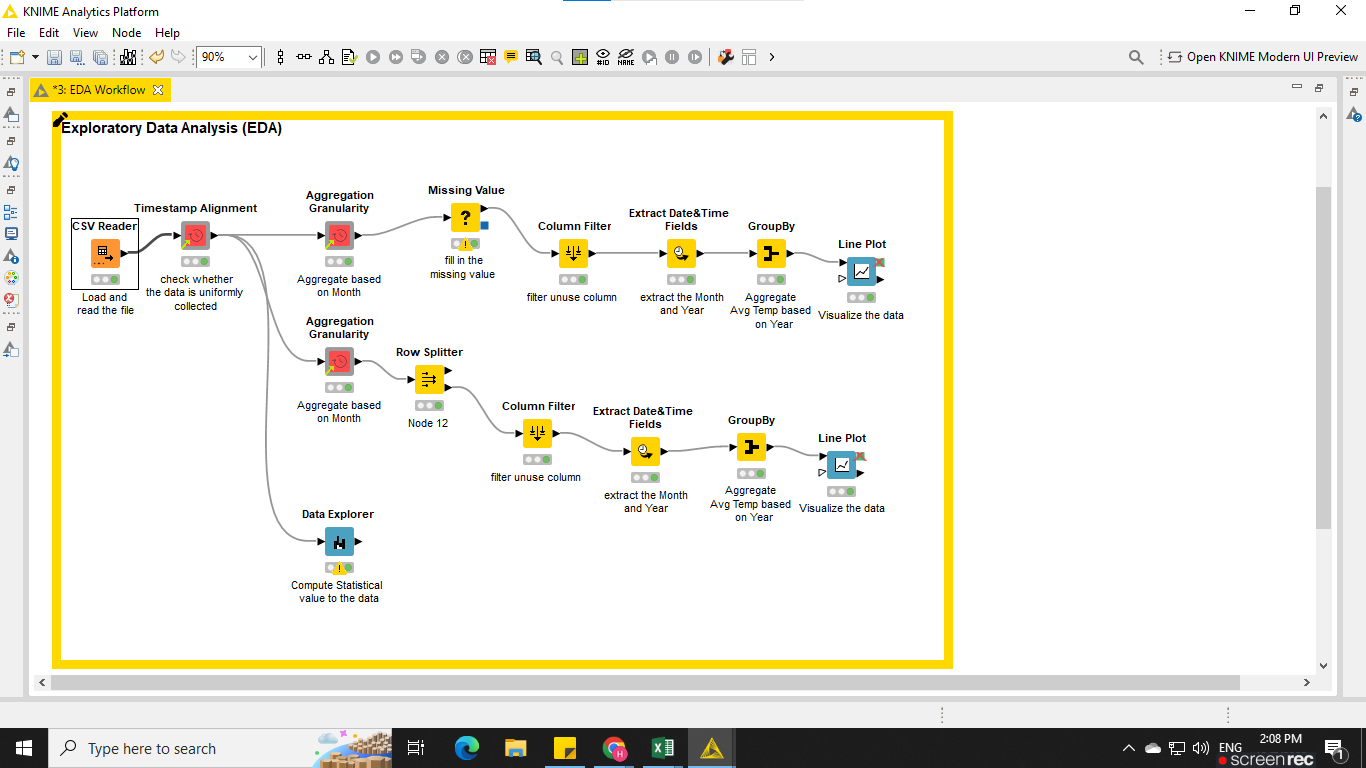 KNIME Analytics Platform
File Edit View Node Help
90%
#ID
NAME
Open KNIME Modern UI Preview
*3: EDA Workflow
Exploratory Data Analysis (EDA)
CSV Reader
Load and
read the file
Timestamp Alignment
check whether
the data is uniformly
collected
Aggregation
Granularity
Aggregate based
on Month
Missing Value
?
fill in the
missing value
Column Filter
filter unuse column
Extract Date&Time
Fields
extract the Month
and Year
GroupBy
Aggregate
Avg Temp based
on Year
Line Plot
Visualize the data
Aggregation
Granularity
Aggregate based
on Month
Row Splitter
Node 12
Column Filter
filter unuse column
Extract Date&Time
Fields
extract the Month
and Year
GroupBy
Aggregate
Avg Temp based
on Year
Line Plot
Visualize the data
Data Explorer
Compute Statistical
value to the data
Type here to search
H
ENG
2:08 PM
screenrec
1